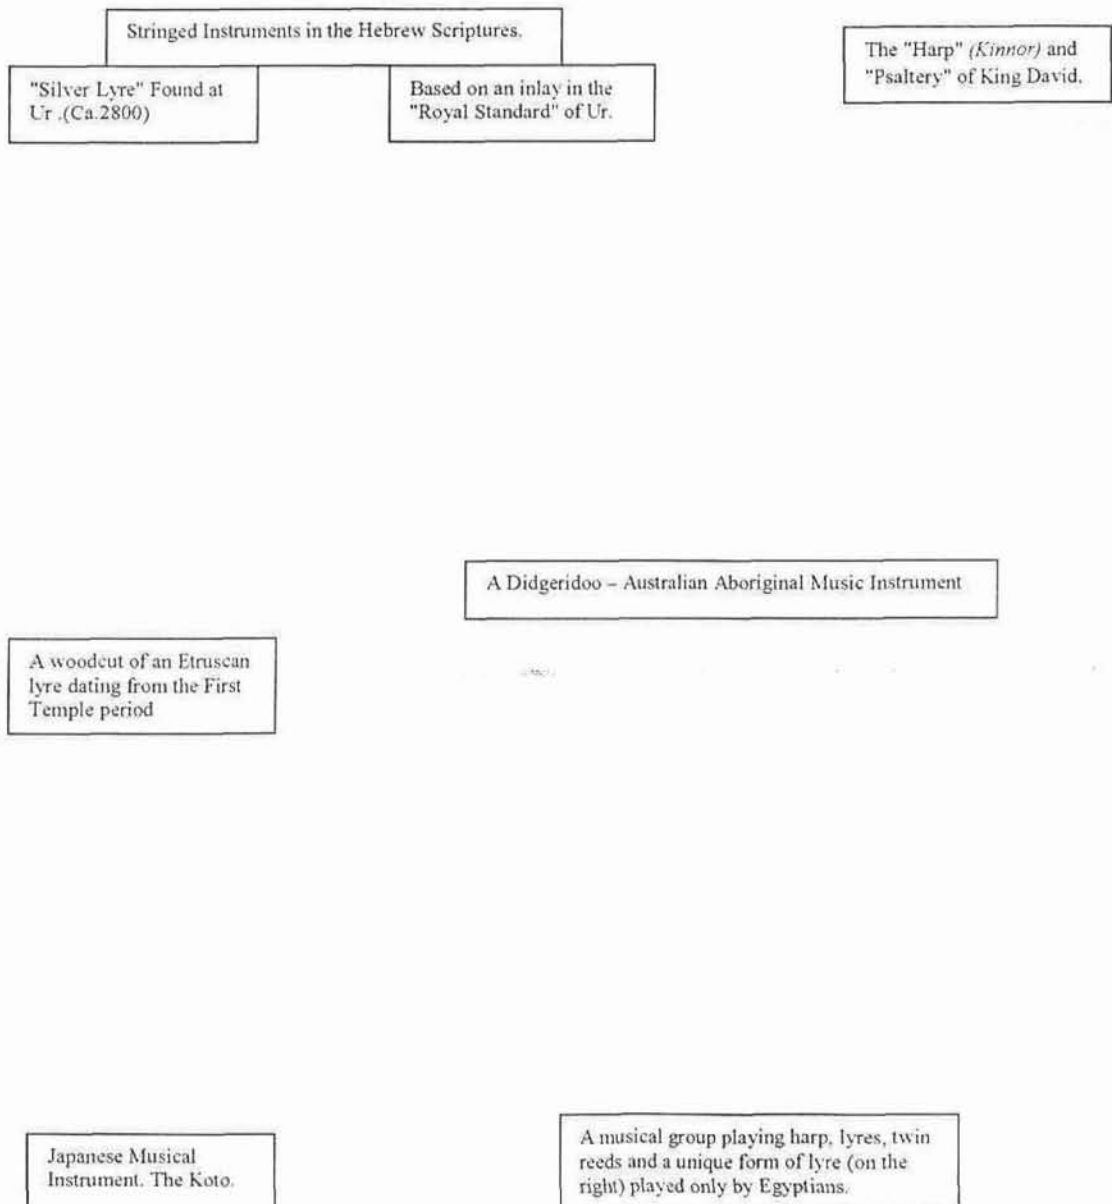 Stringed Instruments in the Hebrew Scriptures.
The "Harp" (Kinnor) and
"Psaltery" of King David.
"Silver Lyre" Found at
Ur .(Ca.2800)
Based on an inlay in the
"Royal Standard" of Ur.
A Didgeridoo – Australian Aboriginal Music Instrument
A woodcut of an Etruscan
lyre dating from the First
Temple period
Japanese Musical
Instrument. The Koto.
A musical group playing harp, lyres, twin
reeds and a unique form of lyre (on the
right) played only by Egyptians.